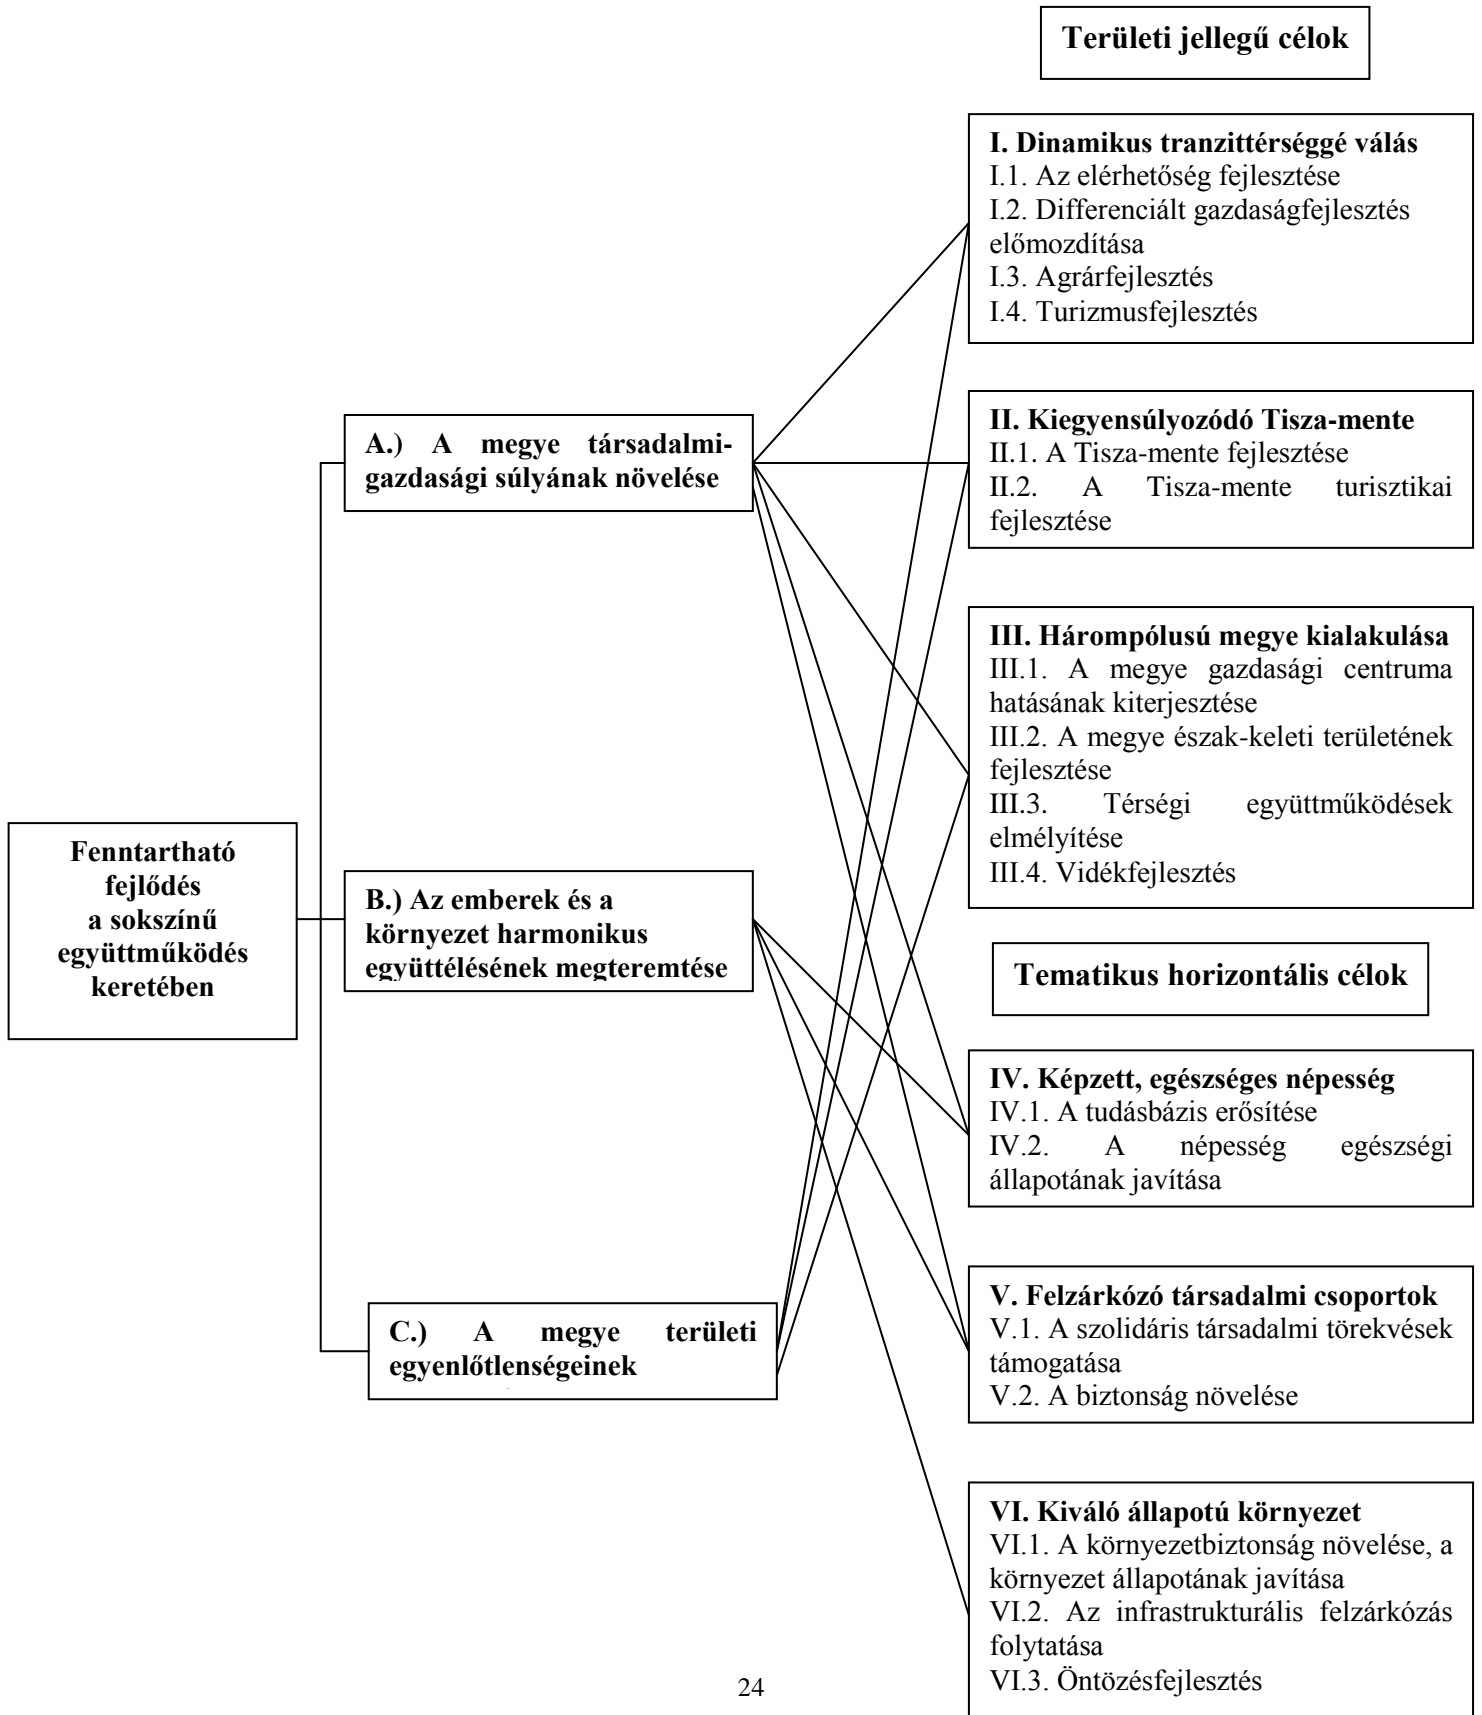 Területi jellegű célok
I. Dinamikus tranzittérséggé válás
I.1. Az elérhetőség fejlesztése
I.2. Differenciált gazdaságfejlesztés
előmozdítása
I.3. Agrárfejlesztés
I.4. Turizmusfejlesztés
II. Kiegyensúlyozódó Tisza-mente
II.1. A Tisza-mente fejlesztése
II.2. A Tisza-mente turisztikai
fejlesztése
A.) A megye társadalmi-
gazdasági súlyának növelése
III. Hárompólusú megye kialakulása
III.1. A megye gazdasági centruma
hatásának kiterjesztése
III.2. A megye észak-keleti területének
fejlesztése
III.3. Térségi együttműködések
elmélyítése
III.4. Vidékfejlesztés
Fenntartható
fejlődés
a sokszínű
együttműködés
keretében
B.) Az emberek és a
környezet harmonikus
együttélésének megteremtése
Tematikus horizontális célok
IV. Képzett, egészséges népesség
IV.1. A tudásbázis erősítése
IV.2. A népesség egészségi
állapotának javítása
C.) A megye területi
egyenlőtlenségeinek
V. Felzárkózó társadalmi csoportok
V.1. A szolidáris társadalmi törekvések
támogatása
V.2. A biztonság növelése
VI. Kiváló állapotú környezet
VI.1. A környezetbiztonság növelése, a
környezet állapotának javítása
VI.2. Az infrastrukturális felzárkózás
folytatása
VI.3. Öntözésfejlesztés
24